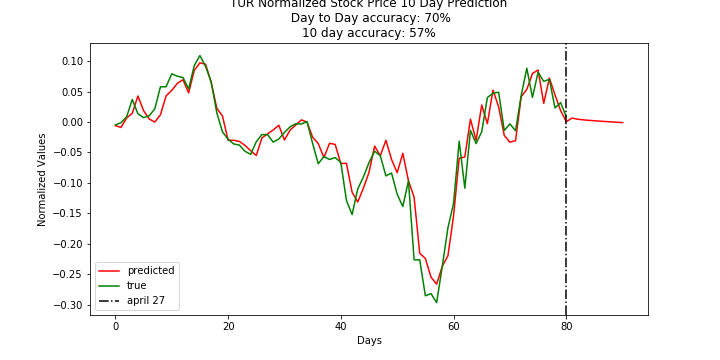 TUR Normalized Stock Price 10 Day Prediction
Day to Day accuracy: 70%
10 day accuracy: 57%
0.10
0.05
0.00
−0.05
−0.10
−0.15
−0.20
−0.25
−0.30
Normalized Values
predicted
true
april 27
0
20
40
60
80
Days